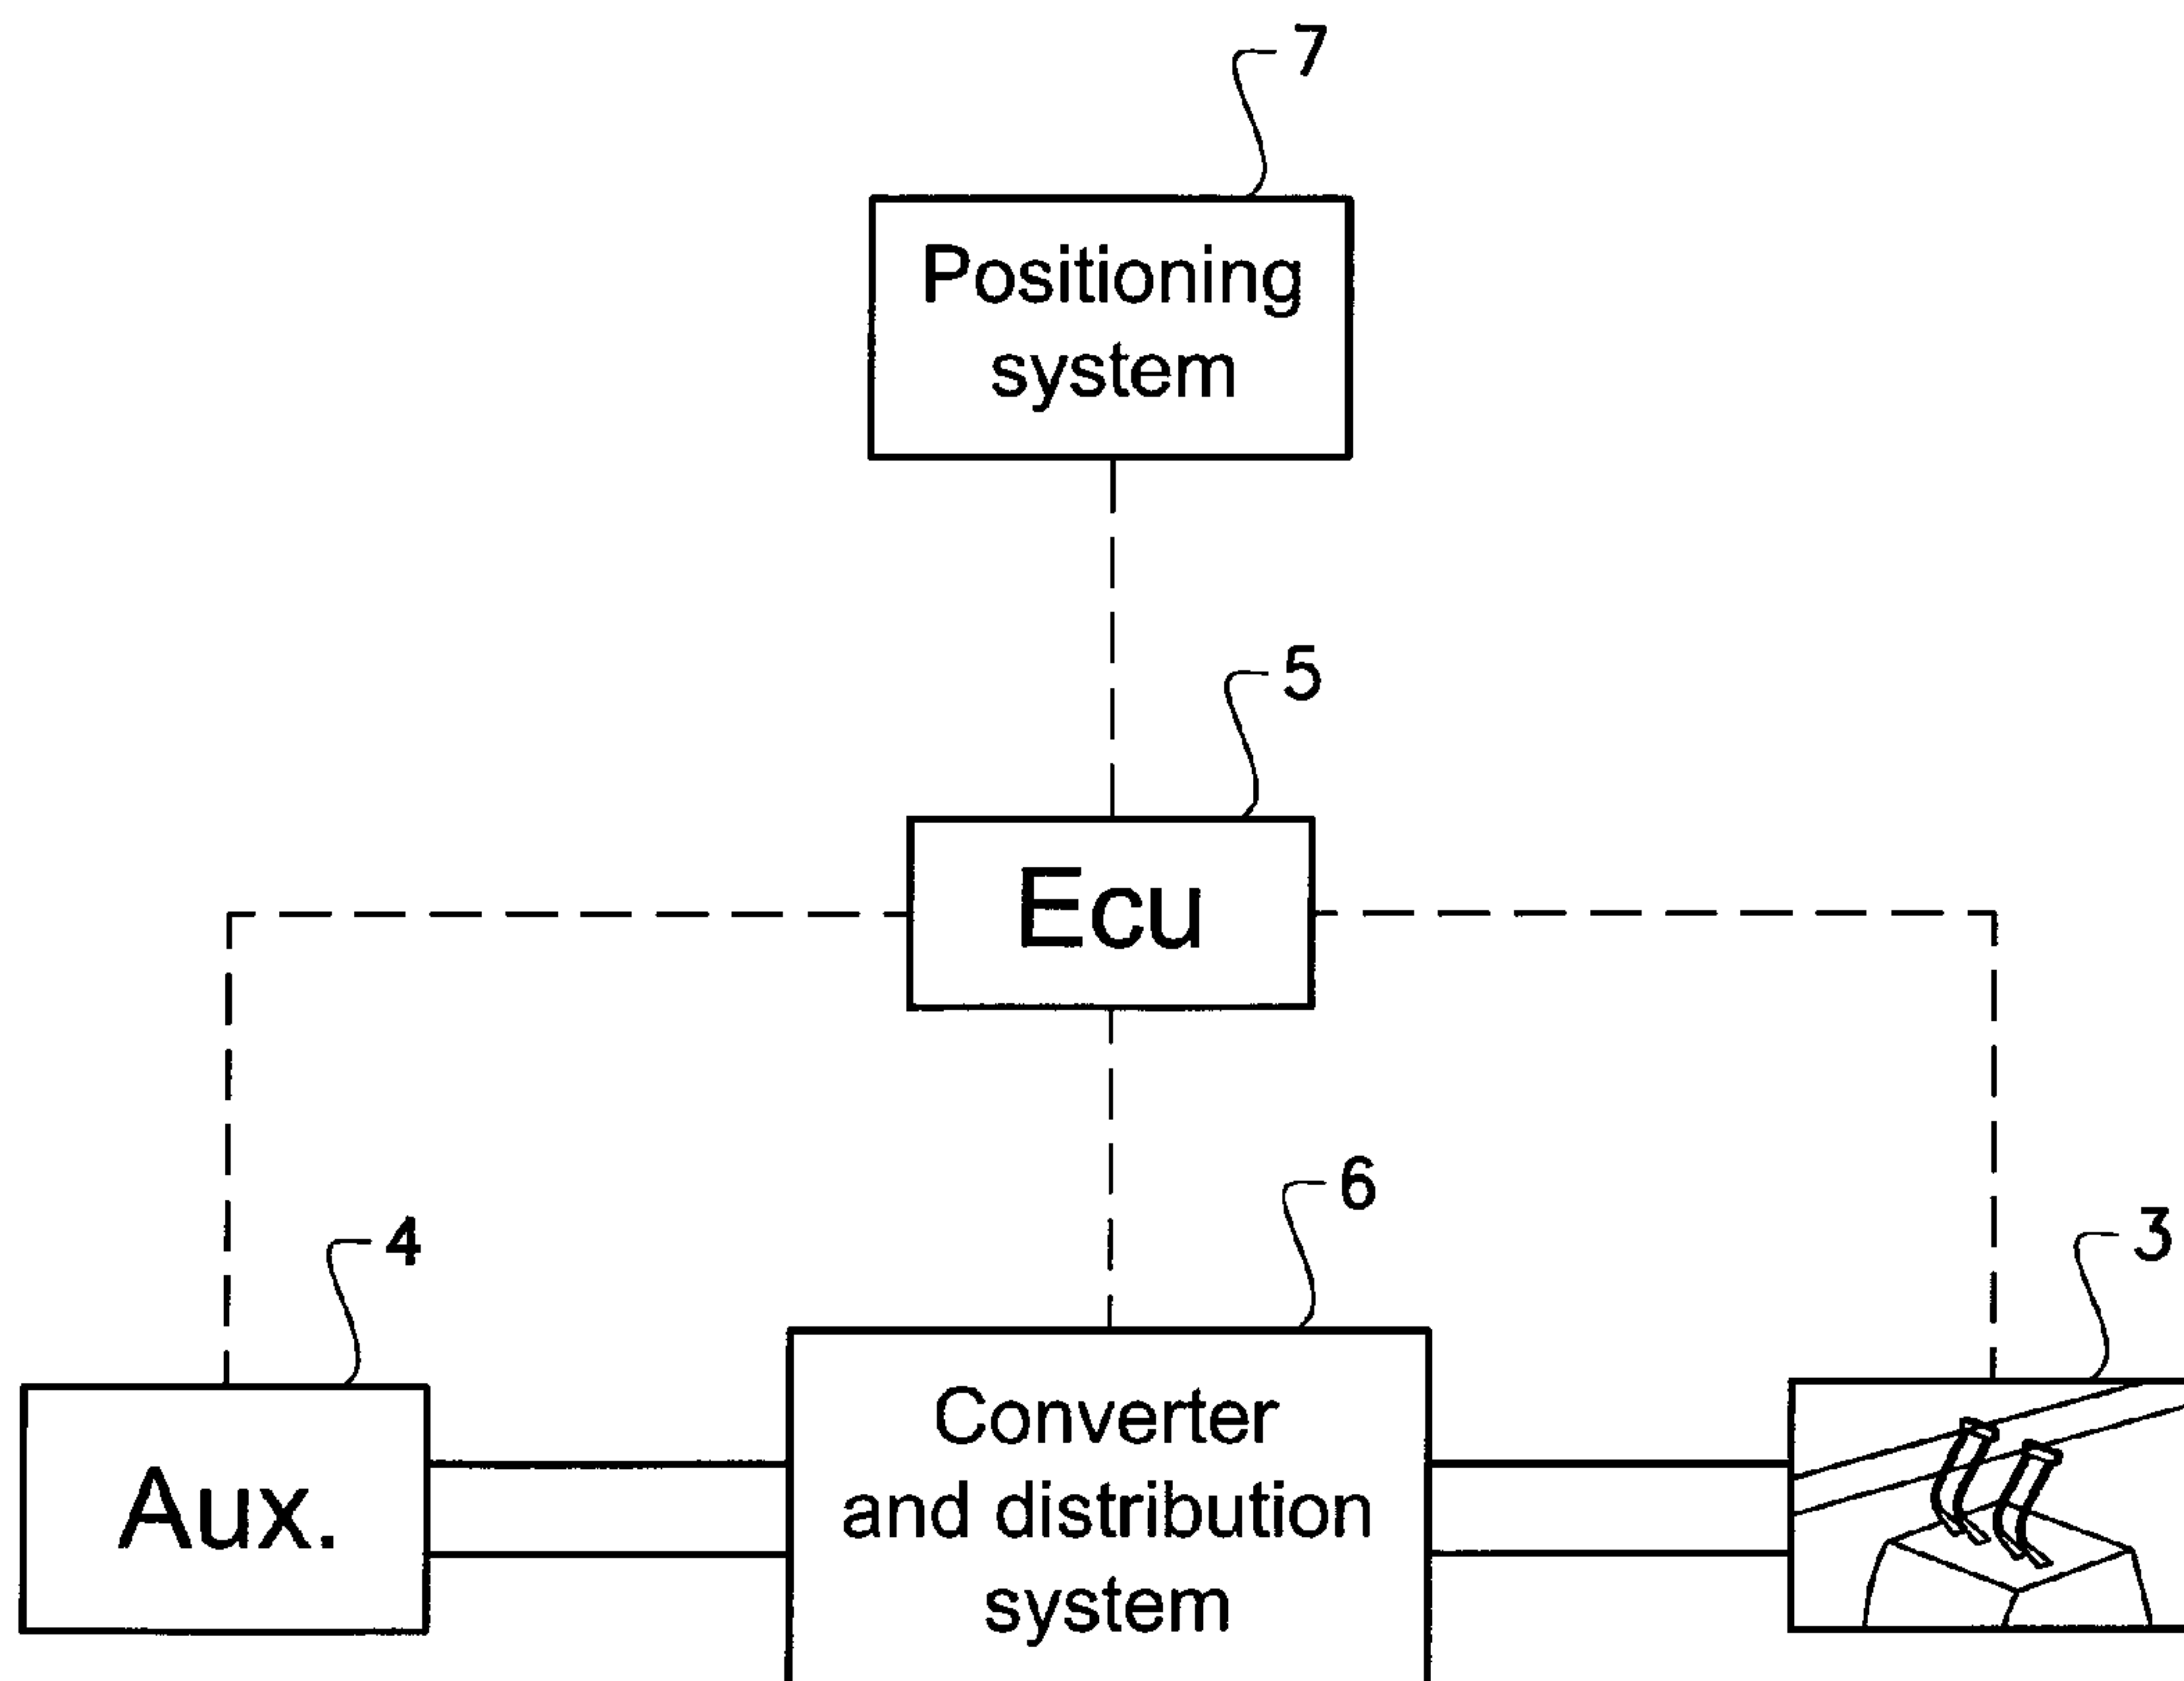 7
Positioning
system
5
Ecu
6
4
3
Aux.
Converter
and distribution
system